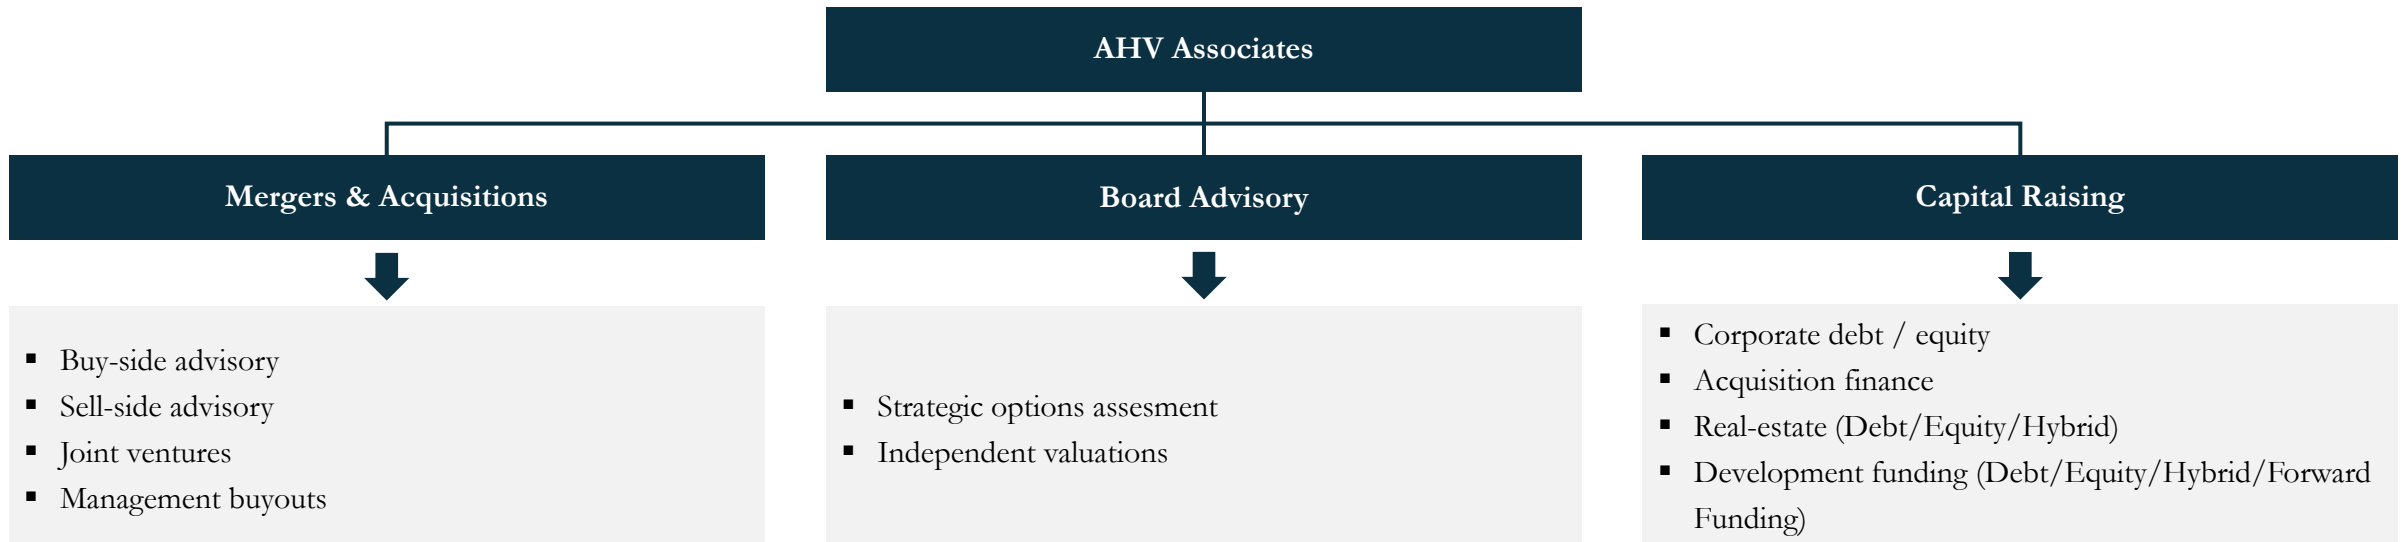 AHV Associates
Mergers & Acquisitions
Board Advisory
Capital Raising
▪ Buy-side advisory
▪ Sell-side advisory
▪ Joint ventures
▪ Management buyouts
▪ Strategic options assesment
▪ Independent valuations
▪ Corporate debt / equity
▪ Acquisition finance
▪ Real-estate (Debt/Equity/Hybrid)
▪ Development funding (Debt/Equity/Hybrid/Forward
Funding)